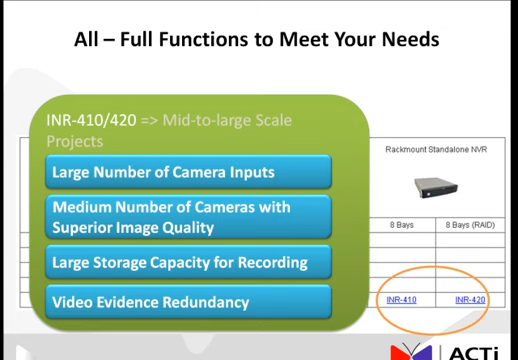 All – Full Functions to Meet Your Needs
INR-410/420 => Mid-to-large Scale
Projects
Large Number of Camera Inputs
Medium Number of Cameras with
Superior Image Quality
Large Storage Capacity for Recording
Video Evidence Redundancy
Rackmount Standalone NVR
8 Bays
8 Bays (RAID)
INR-410
INR-420
ACTi